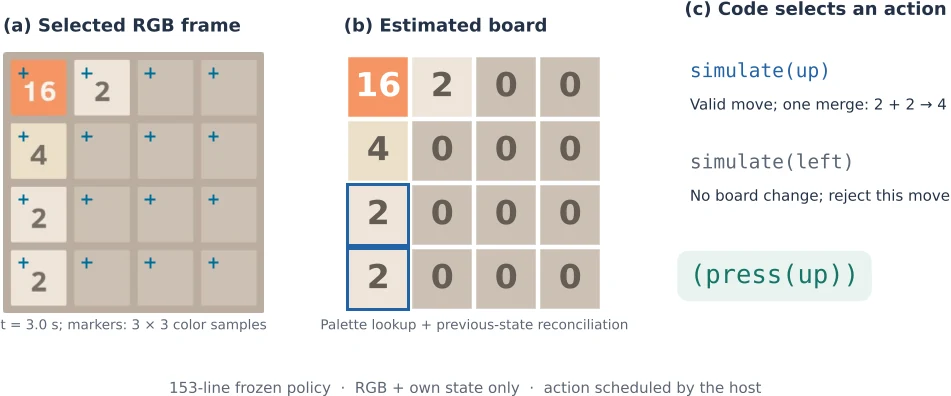 (a) Selected RGB frame
16 2
4
2
2
t = 3.0 s; markers: 3 × 3 color samples
(b) Estimated board
16 2 0 0
4 0 0 0
2 0 0 0
2 0 0 0
Palette lookup + previous-state reconciliation
(c) Code selects an action
simulate(up)
Valid move; one merge: 2 + 2 → 4
simulate(left)
No board change; reject this move
(press(up))
153-line frozen policy · RGB + own state only · action scheduled by the host